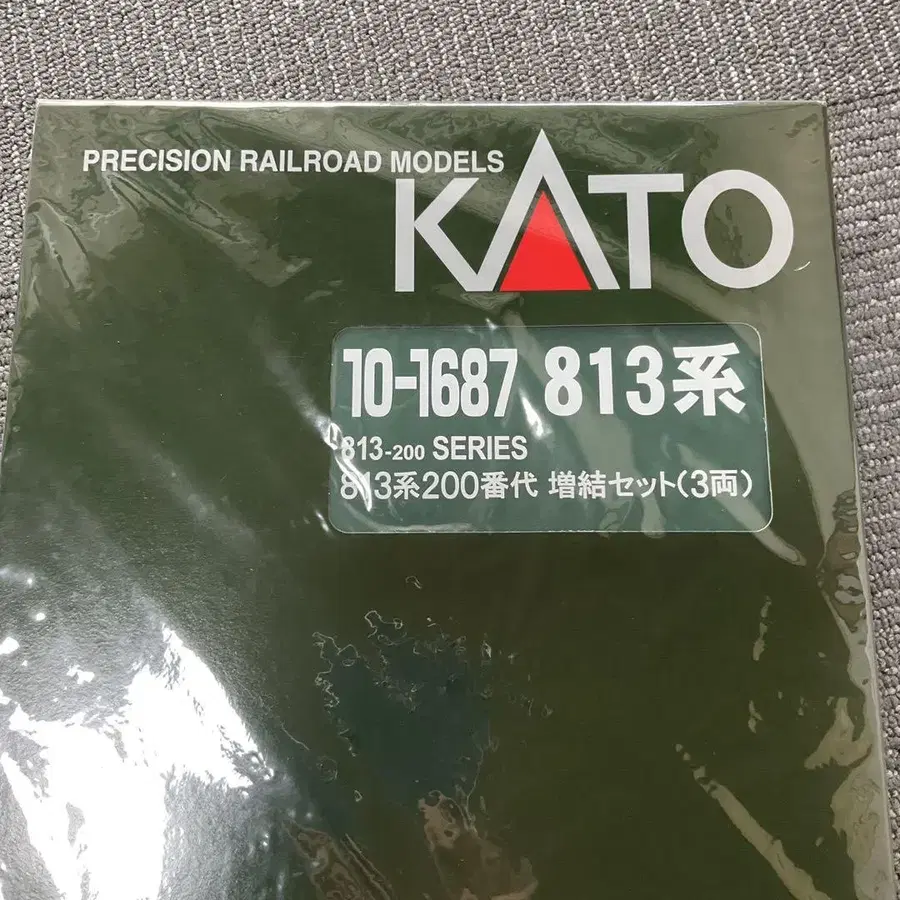 PRECISION RAILROAD MODELS
KATO
10-1687 813系
813-200 SERIES
813系200番代 増結セット(3両)